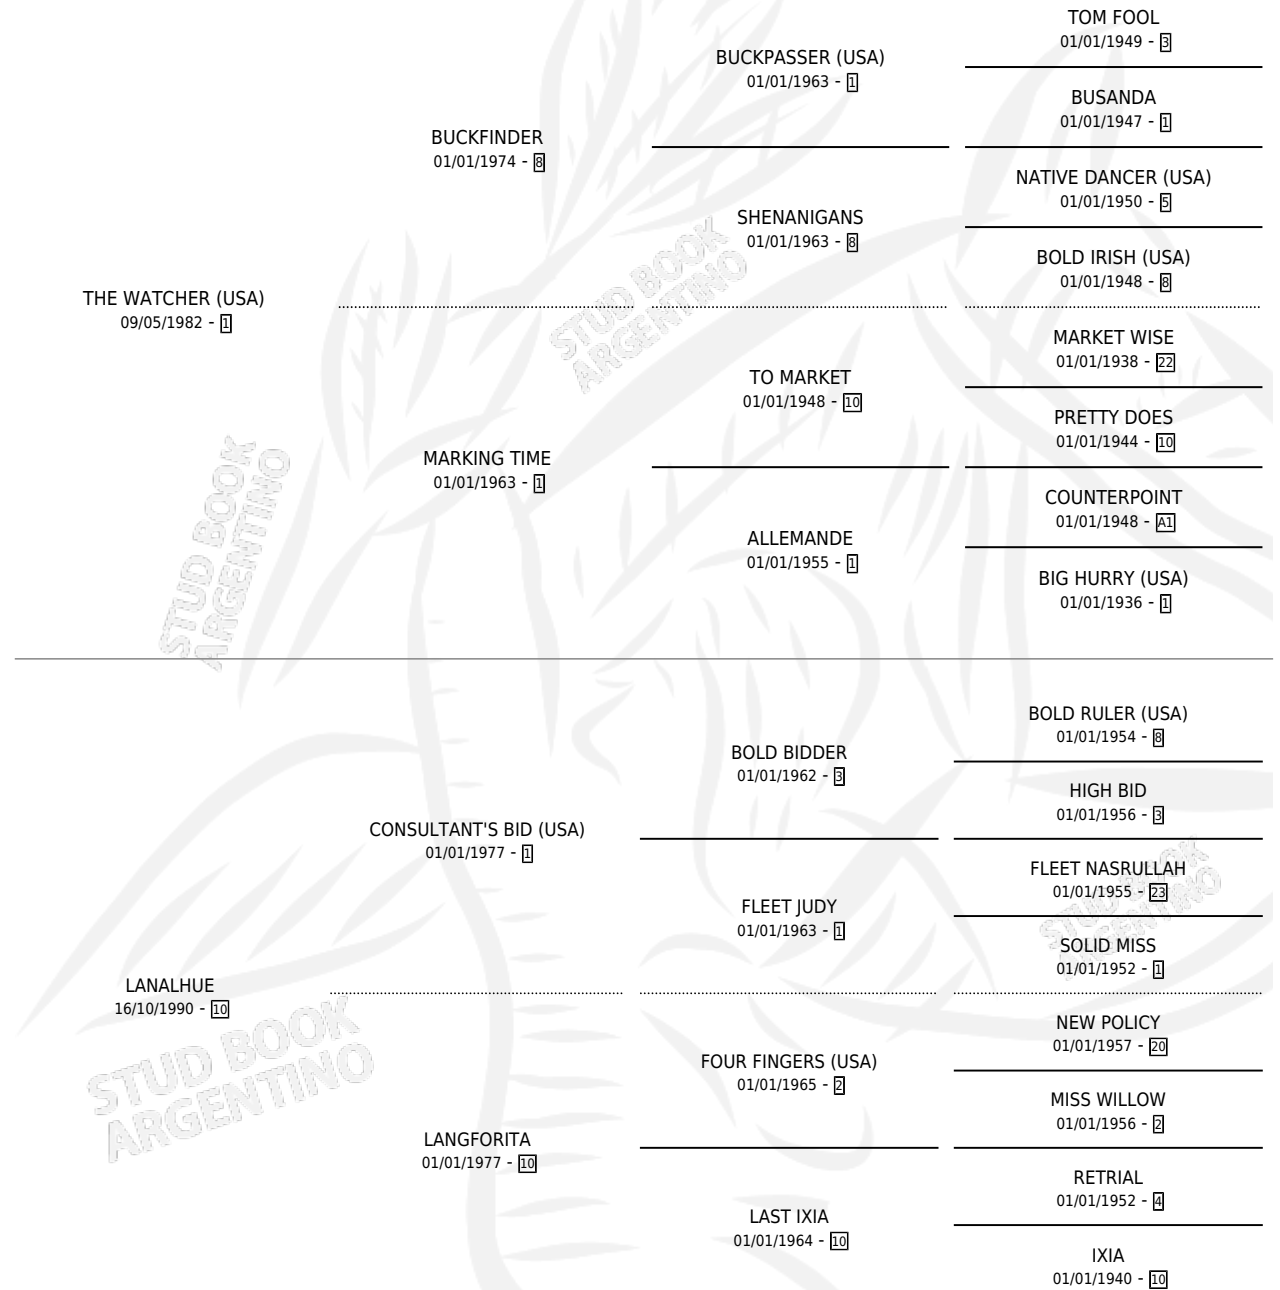 TOM FOOL
01/01/1949 - 3
BUCKPASSER (USA)
01/01/1963 - 1
BUSANDA
01/01/1947 - 1
BUCKFINDER
01/01/1974 - 8
NATIVE DANCER (USA)
01/01/1950 - 5
SHENANIGANS
01/01/1963 - 8
BOLD IRISH (USA)
01/01/1948 - 8
THE WATCHER (USA)
09/05/1982 - 1
STUD BOOK
ARGENTINO
MARKET WISE
01/01/1938 - 22
TO MARKET
01/01/1948 - 10
PRETTY DOES
01/01/1944 - 10
MARKING TIME
01/01/1963 - 1
COUNTERPOINT
01/01/1948 - A1
ALLEMANDE
01/01/1955 - 1
BIG HURRY (USA)
01/01/1936 - 1
STUD BOOK
ARGENTINO
BOLD RULER (USA)
01/01/1954 - 8
BOLD BIDDER
01/01/1962 - 3
HIGH BID
01/01/1956 - 3
CONSULTANT'S BID (USA)
01/01/1977 - 1
FLEET NASRULLAH
01/01/1955 - 23
FLEET JUDY
01/01/1963 - 1
STUD BOOK
ARGENTINO
SOLID MISS
01/01/1952 - 1
LANALHUE
16/10/1990 - 10
STUD BOOK
ARGENTINO
NEW POLICY
01/01/1957 - 20
FOUR FINGERS (USA)
01/01/1965 - 2
MISS WILLOW
01/01/1956 - 2
LANGFORITA
01/01/1977 - 10
RETRIAL
01/01/1952 - 4
LAST IXIA
01/01/1964 - 10
IXIA
01/01/1940 - 10